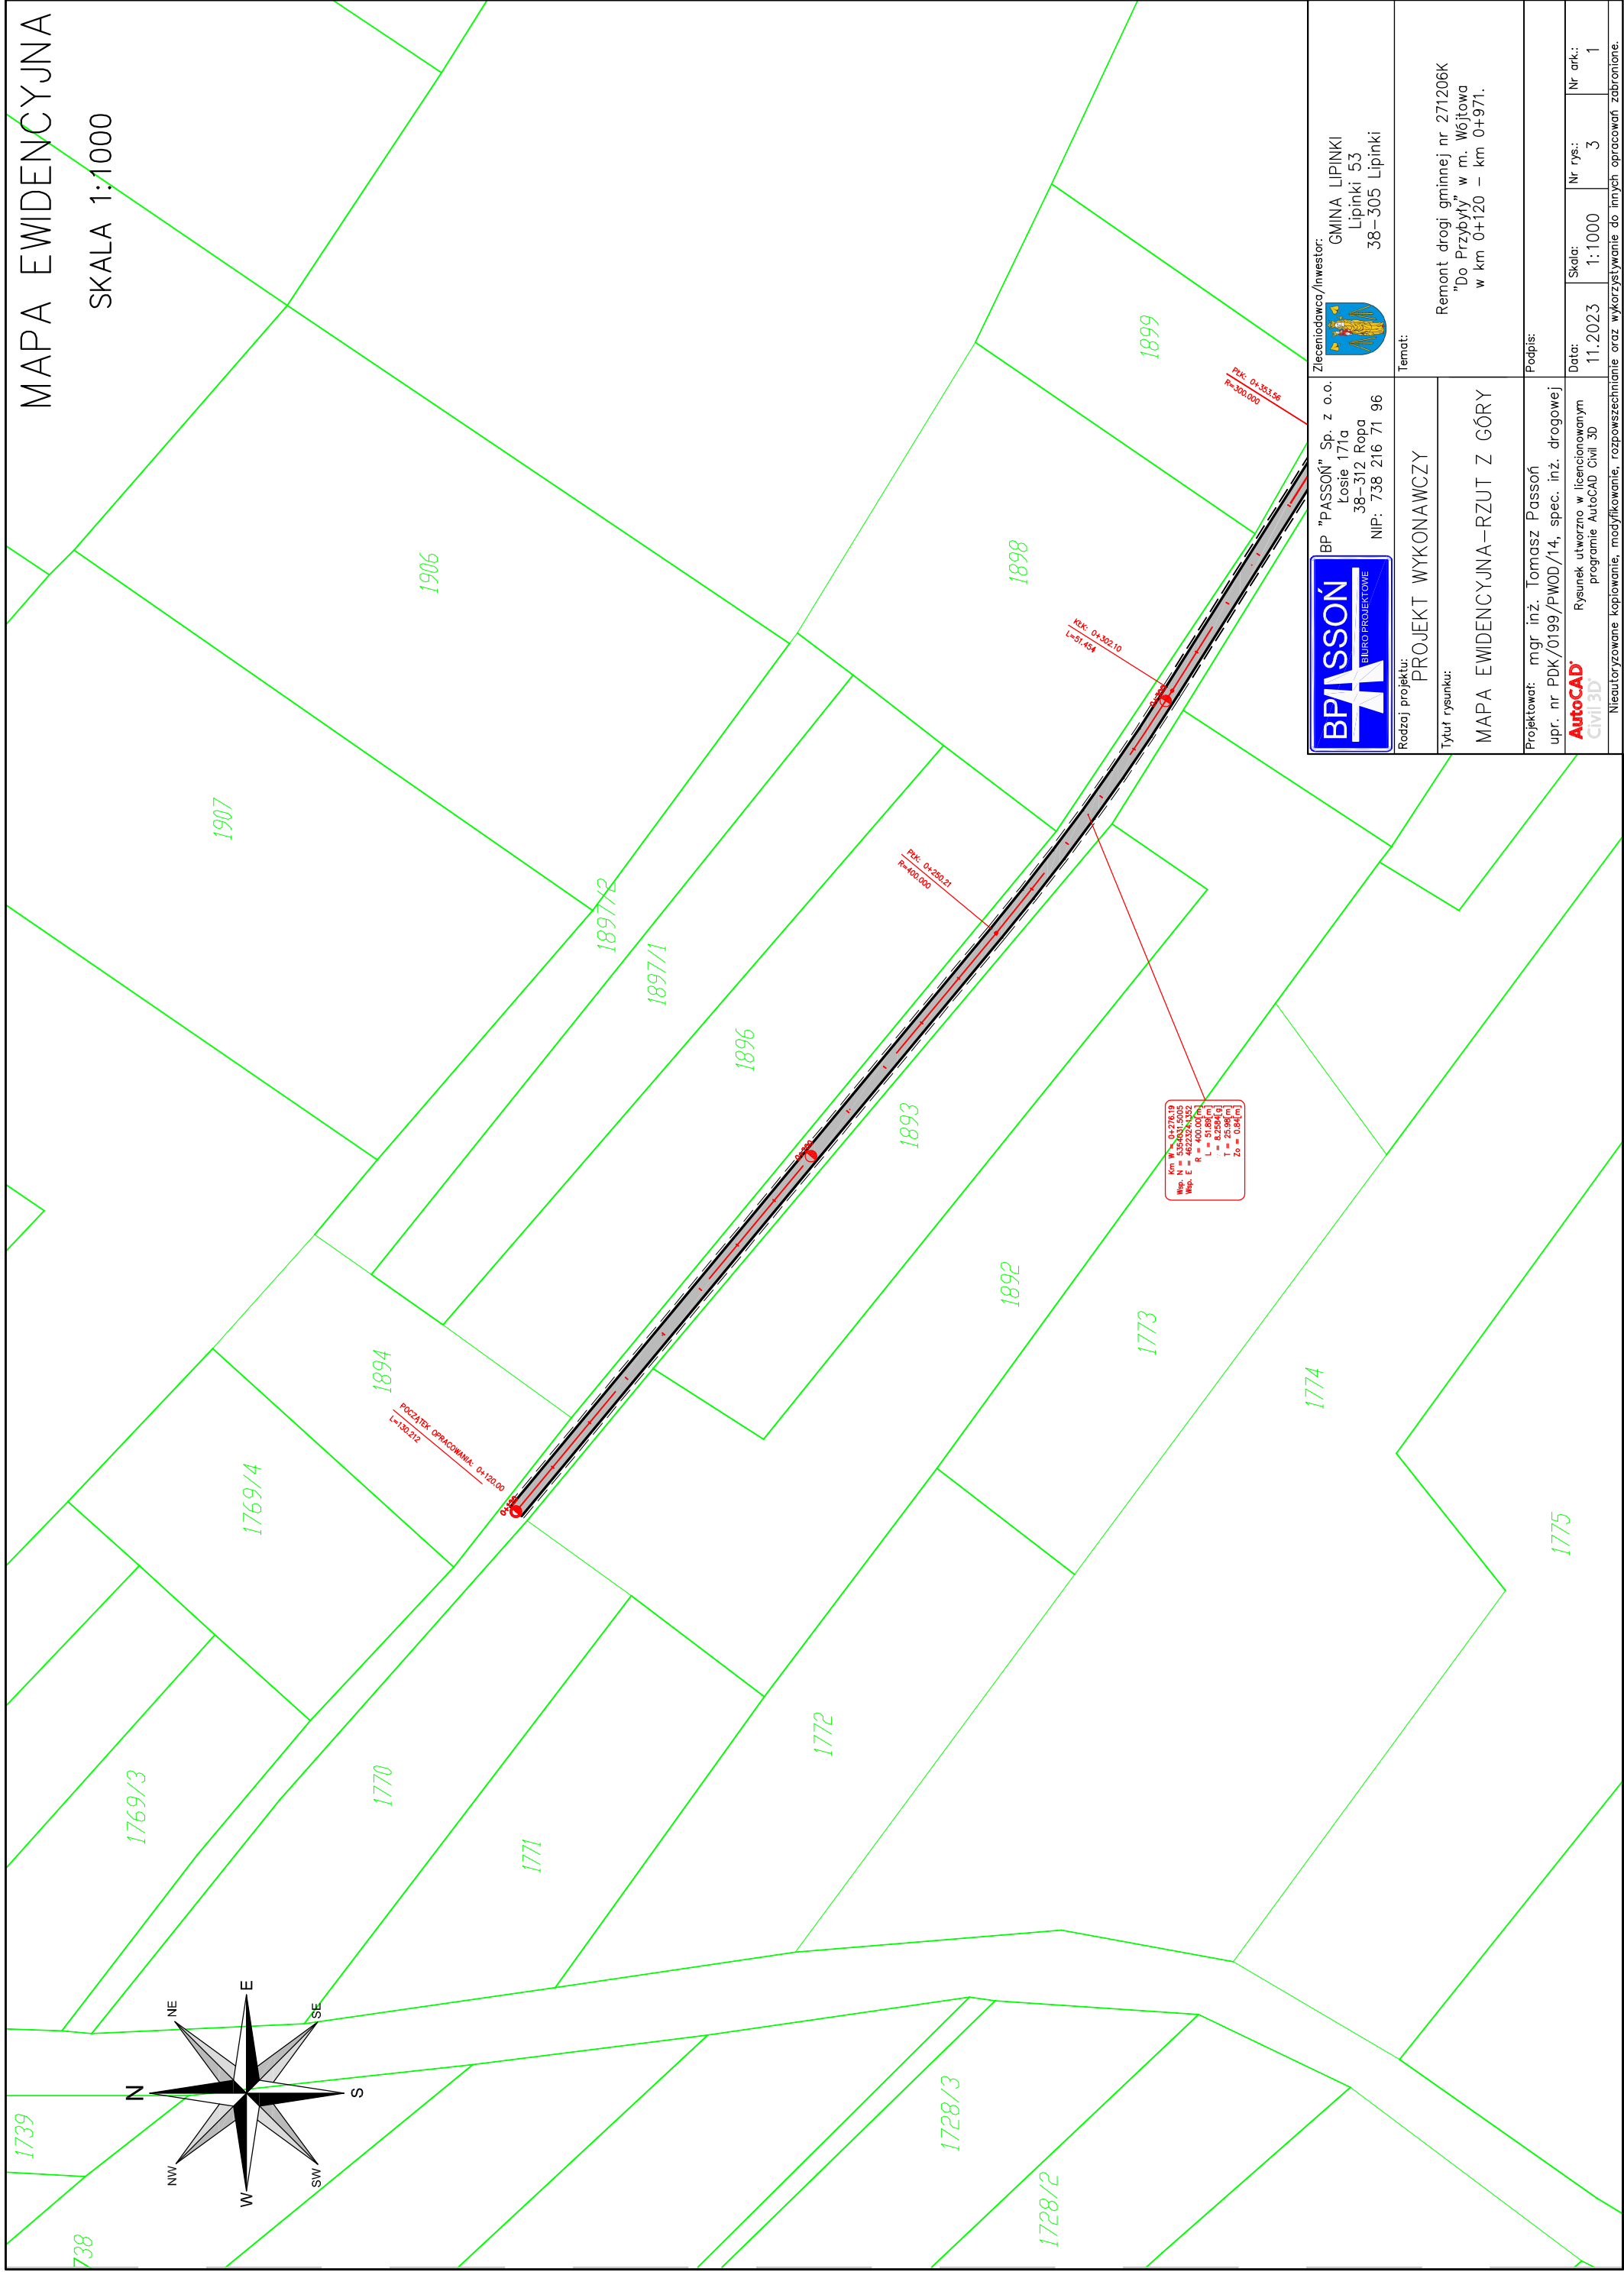 MAPA EWIDENCYJNA
SKALA 1:1000
1739
738
1769/3
1769/4
1770
1771
1772
1728/3
1728/2
1894
1907
1906
1897/2
1897/1
1896
1893
1892
1898
1899
1773
1774
1775
N
NE
E
SE
S
SW
W
NW
POCZĄTEK OPRACOWANIA: 0+120.00
L=130.212
PŁK: 0+250.21
R=400.000
KŁK: 0+302.10
L=51.454
PŁK: 0+353.56
R=300.000
Km W = 0+276.19
R = 400.00[m]
L = 51.89[m]
= 8.2584[g]
T = 25.98[m]
Zo = 0.84[m]
BPPASSOŃ
BIURO PROJEKTOWE
BP "PASSOŃ" Sp. z o.o.
Łosie 171a
38-312 Ropa
NIP: 738 216 71 96
Zleceniodawca/Inwestor:
GMINA LIPINKI
Lipinki 53
38-305 Lipinki
Rodzaj projektu:
PROJEKT WYKONAWCZY
Tytuł rysunku:
MAPA EWIDENCYJNA-RZUT Z GÓRY
Temat:
Remont drogi gminnej nr 271206K
"Do Przybyły" w m. Wójtowa
w km 0+120 - km 0+971.
Projektował: mgr inż. Tomasz Passoń
upr. nr PDK/0199/PWOD/14, spec. inż. drogowej
Podpis:
AutoCAD
Civil 3D
Rysunek utworzno w licencionowanym
programie AutoCAD Civil 3D
Data:
11.2023
Skala:
1:1000
Nr rys.:
3
Nr ark.:
1
Nieautoryzowane kopiowanie, modyfikowanie, rozpowszechnianie oraz wykorzystywanie do innych opracowań zabronione.